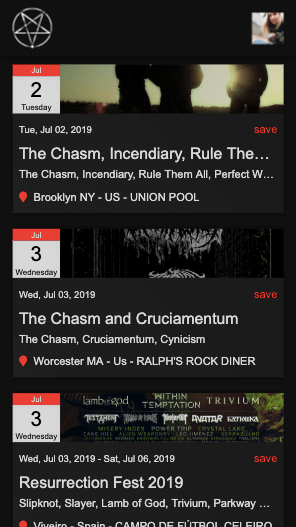 Jul
2
Tuesday
Tue, Jul 02, 2019
save
The Chasm, Incendiary, Rule The…
The Chasm, Incendiary, Rule Them All, Perfect W…
Brooklyn NY - US - UNION POOL
Jul
3
Wednesday
Wed, Jul 03, 2019
save
The Chasm and Cruciamentum
The Chasm, Cruciamentum, Cynicism
Worcester MA - Us - RALPH'S ROCK DINER
Jul
3
Wednesday
lamb of god
WITHIN TEMPTATION
TRIVIUM
TESTAMENT
AVATAR
KATAKLYSM
MISERY INDEX POWER TRIP CRYSTAL LAKE
Wed, Jul 03, 2019 - Sat, Jul 06, 2019
save
Resurrection Fest 2019
Slipknot, Slayer, Lamb of God, Trivium, Parkway …
Viveiro - Spain - CAMPO DE FÚTBOL CELEIRO